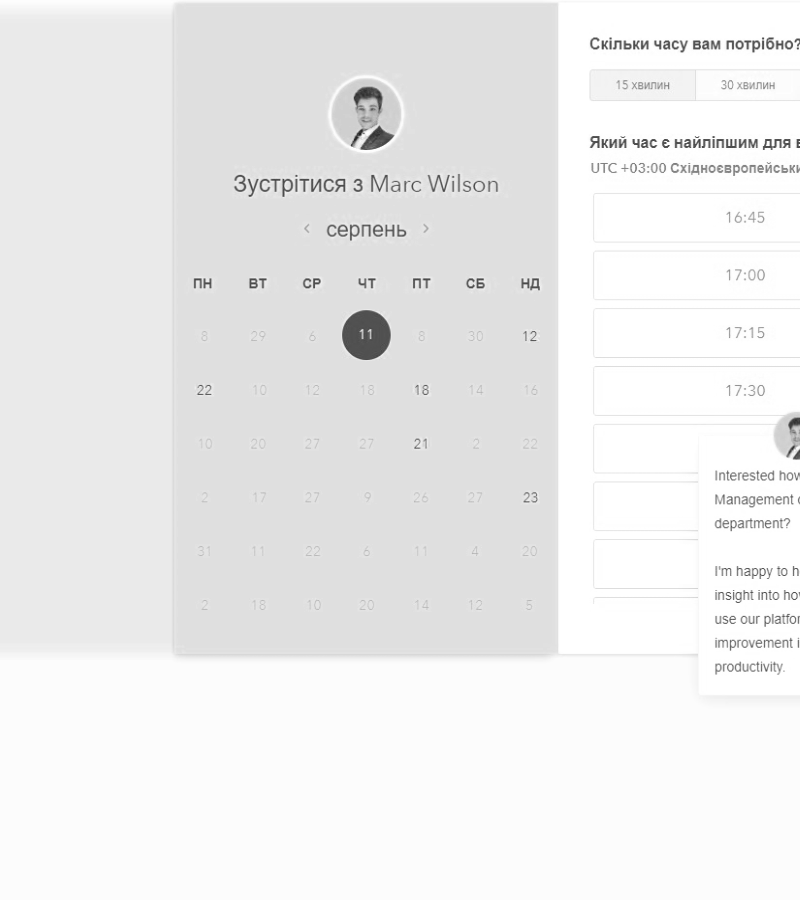 Зустрітися з Marc Wilson
‹ серпень ›
ПН ВТ СР ЧТ ПТ СБ НД
8 29 6 11 8 30 12
22 10 12 18 18 14 16
10 20 27 27 21 2 22
2 17 27 9 26 27 23
31 11 22 6 11 4 20
2 18 10 20 14 12 5
Скільки часу вам потрібно?
15 хвилин 30 хвилин
Який час є найліпшим для
UTC +03:00
16:45
17:00
17:15
17:30
Interested how
Management
department?
I'm happy to
insight into
use our
improvement
productivity.